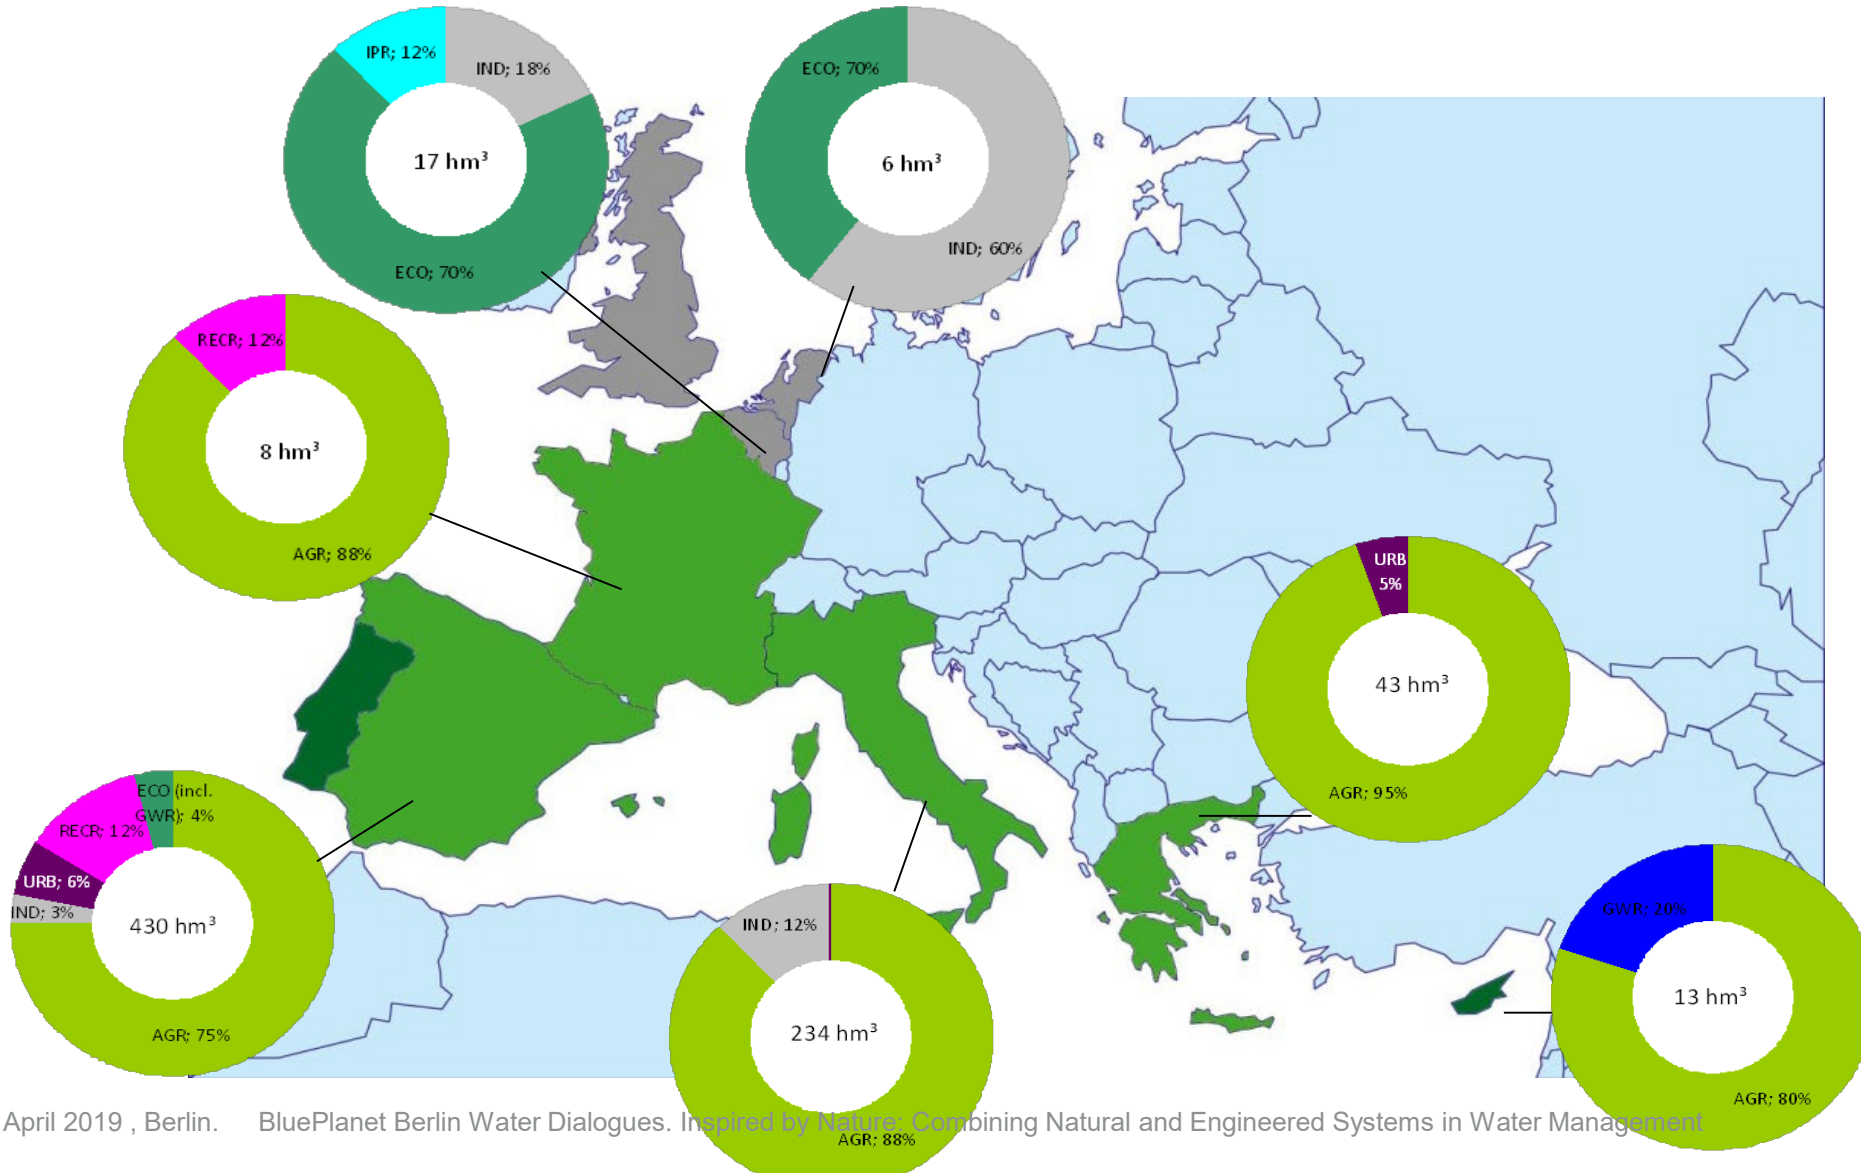 IPR; 12%
IND; 18%
17 hm³
ECO; 70%
ECO; 70%
6 hm³
IND; 60%
RECR; 12%
8 hm³
AGR; 88%
URB
5%
43 hm³
AGR; 95%
ECO (incl.
GWR); 4%
RECR; 12%
URB; 6%
IND; 3%
430 hm³
AGR; 75%
IND; 12%
234 hm³
AGR; 88%
GWR; 20%
13 hm³
AGR; 80%
April 2019 , Berlin. BluePlanet Berlin Water Dialogues. Inspired by Nature: Combining Natural and Engineered Systems in Water Management